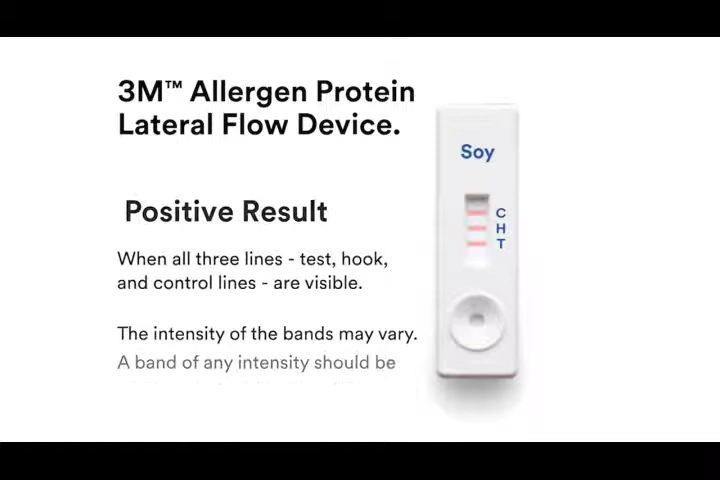 3M™ Allergen Protein
Lateral Flow Device.
Positive Result
When all three lines - test, hook,
and control lines - are visible.
The intensity of the bands may vary.
A band of any intensity should be
Soy
C
H
T